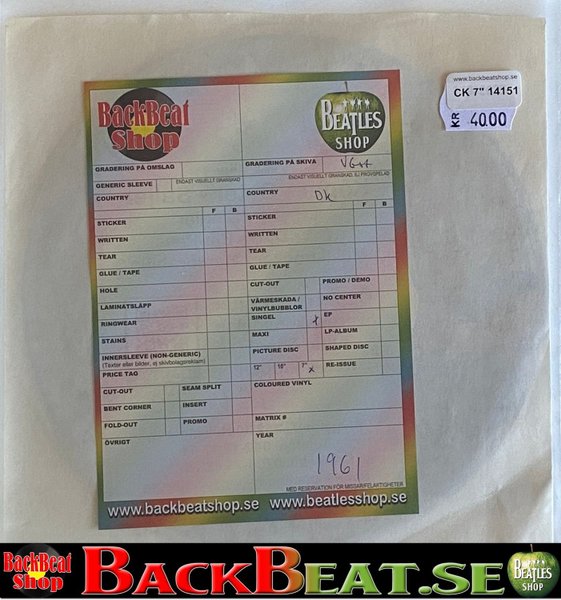 www.backbeatshop.se
CK 7" 14151
KR 40.00
BackBeat
Shop
BEATLES
SHOP
GRADERING PÅ OMSLAG
GRADERING PÅ SKIVA VG++
GENERIC SLEEVE
ENDAST VISUELLT GRANSKAD
ENDAST VISUELLT GRANSKAD, EJ PROVSPELAD
COUNTRY
COUNTRY DK
F B
F B
STICKER
STICKER
WRITTEN
WRITTEN
TEAR
TEAR
GLUE / TAPE
GLUE / TAPE
HOLE
CUT-OUT
PROMO / DEMO
LAMINATSLÄPP
VÄRMESKADA /
VINYLBUBBLOR
NO CENTER
RINGWEAR
SINGEL x
EP
STAINS
MAXI
LP-ALBUM
INNERSLEEVE (NON-GENERIC)
(Texter eller bilder, ej skivbolagsreklam)
PICTURE DISC
SHAPED DISC
PRICE TAG
12" 10" 7" x
RE-ISSUE
CUT-OUT
SEAM SPLIT
COLOURED VINYL
BENT CORNER
INSERT
FOLD-OUT
PROMO
MATRIX #
ÖVRIGT
YEAR
1961
MED RESERVATION FÖR MISSAR/FELAKTIGHETER
www.backbeatshop.se www.beatlesshop.se
BackBeat
Shop
BACKBEAT.SE
BEATLES
SHOP